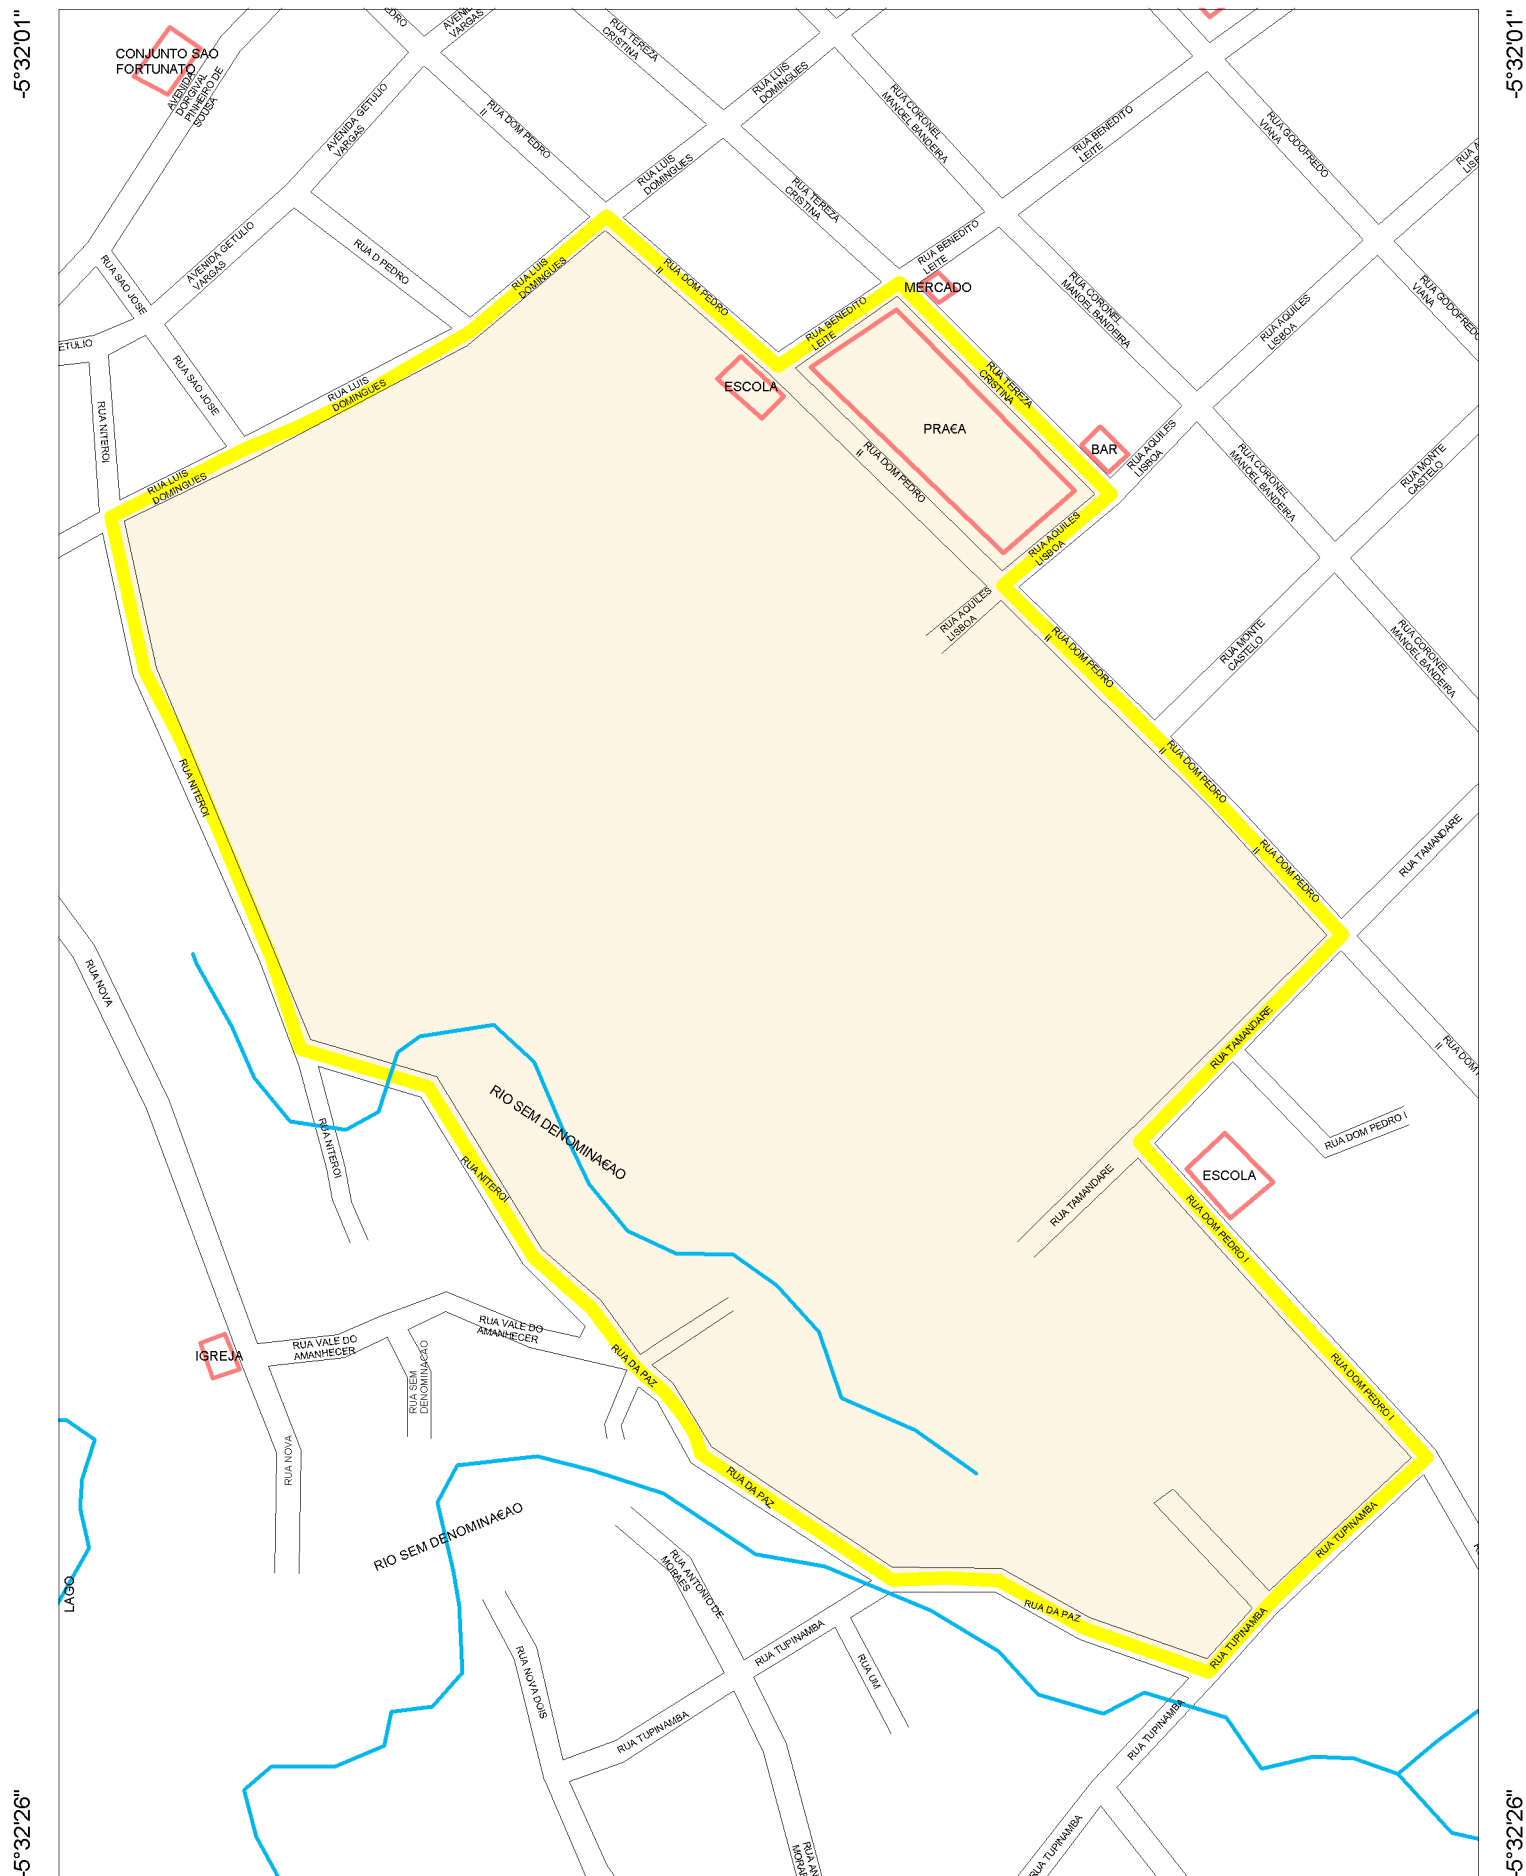 -5°32'01"
-5°32'01"
CONJUNTO SAO
FORTUNATO
AVENIDA
DORGIVAL
PINHEIRO DE
SOUSA
AVENIDA GETULIO
VARGAS
RUA DOM PEDRO
II
RUA TEREZA
CRISTINA
RUA LUIS
DOMINGUES
RUA CORONEL
MANOEL BANDEIRA
RUA BENEDITO
LEITE
RUA GODOFREDO
VIANA
RUA LUIS
DOMINGUES
RUA TEREZA
CRISTINA
RUA SAO JOSE
AVENIDA GETULIO
VARGAS
RUA D PEDRO
RUA LUIS
DOMINGUES
RUA DOM PEDRO
II
RUA BENEDITO
LEITE
MERCADO
RUA CORONEL
MANOEL BANDEIRA
RUA AQUILES
LISBOA
RUA GODOFREDO
VIANA
ETULIO
RUA SAO JOSE
RUA NITEROI
RUA LUIS
DOMINGUES
RUA BENEDITO
LEITE
ESCOLA
RUA TEREZA
CRISTINA
PRA€A
BAR
RUA AQUILES
LISBOA
RUA CORONEL
MANOEL BANDEIRA
RUA MONTE
CASTELO
RUA LUIS
DOMINGUES
RUA DOM PEDRO
II
RUA AQUILES
LISBOA
RUA AQUILES
LISBOA
RUA DOM PEDRO
II
RUA MONTE
CASTELO
RUA CORONEL
MANOEL BANDEIRA
RUA NITEROI
RUA DOM PEDRO
II
RUA DOM PEDRO
II
RUA TAMANDARE
RUA NOVA
RUA TAMANDARE
II
RIO SEM DENOMINA€AO
RUA NITEROI
RUA NITEROI
RUA TAMANDARE
RUA DOM PEDRO I
ESCOLA
RUA DOM PEDRO I
IGREJA
RUA VALE DO
AMANHECER
RUA VALE DO
AMANHECER
RUA SEM
DENOMINACAO
RUA DA PAZ
RUA DOM PEDRO I
RUA NOVA
RUA DA PAZ
RIO SEM DENOMINA€AO
RUA TUPINAMBA
LAGO
RUA ANTONIO DE
MORAES
RUA DA PAZ
RUA TUPINAMBA
RUA TUPINAMBA
RUA UM
RUA NOVA DOIS
RUA TUPINAMBA
RUA TUPINAMBA
RUA TUPINAMBA
-5°32'26"
-5°32'26"